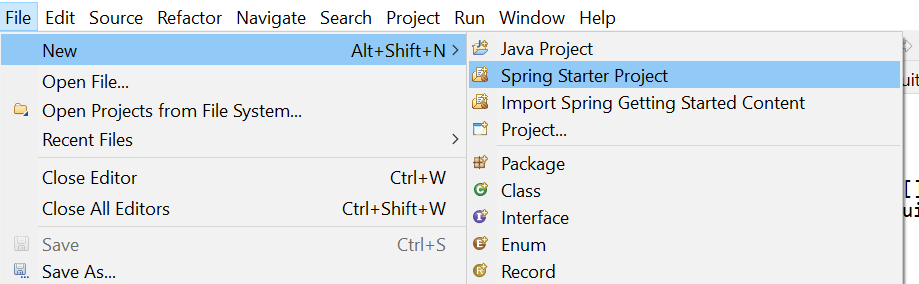 File Edit Source Refactor Navigate Search Project Run Window Help
New Alt+Shift+N
Open File...
Open Projects from File System...
Recent Files
Close Editor Ctrl+W
Close All Editors Ctrl+Shift+W
Save Ctrl+S
Save As...
Java Project
Spring Starter Project
Import Spring Getting Started Content
Project...
Package
Class
Interface
Enum
Record
uit
[]
ui